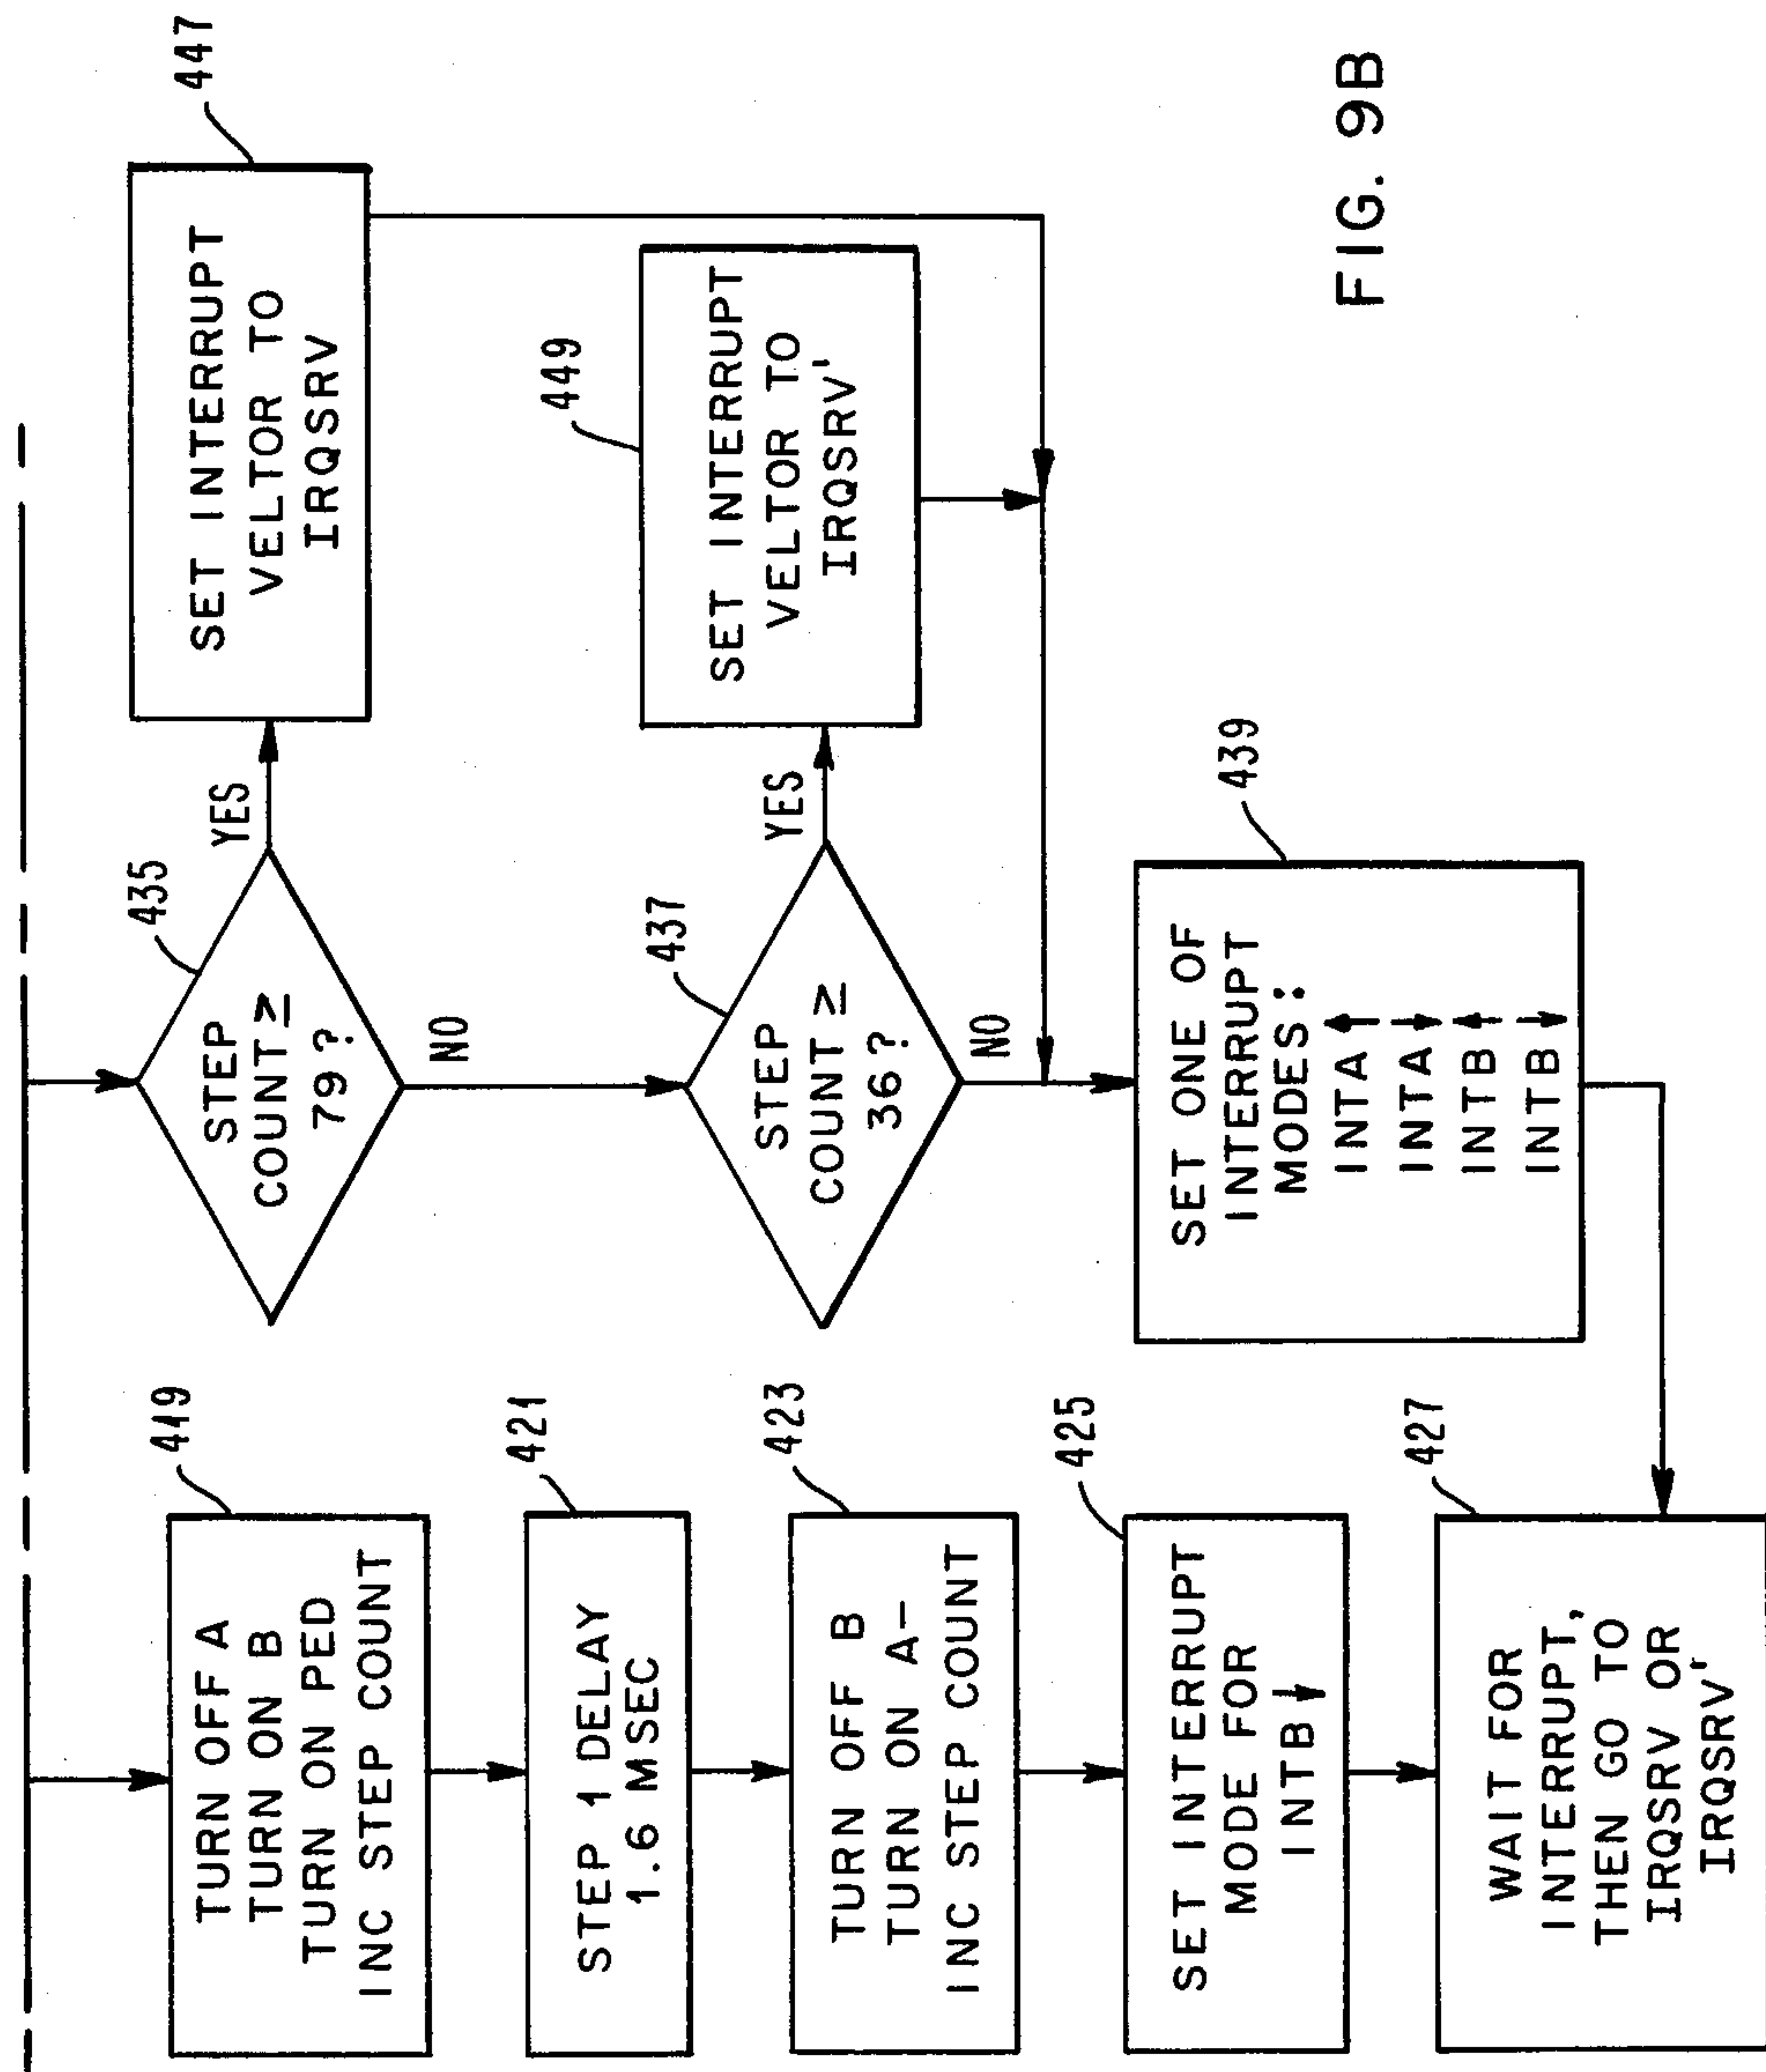 419
TURN OFF A
TURN ON B
TURN ON PED
INC STEP COUNT
421
STEP 1 DELAY
1.6 MSEC
423
TURN OFF B
TURN ON A-
INC STEP COUNT
425
SET INTERRUPT
MODE FOR
INTB ↓
427
WAIT FOR
INTERRUPT,
THEN GO TO
IRQSRV OR
IRQSRV'
435
STEP
COUNT ≥
79 ?
YES
NO
447
SET INTERRUPT
VELTOR TO
IRQSRV
437
STEP
COUNT ≥
36 ?
YES
NO
449
SET INTERRUPT
VELTOR TO
IRQSRV'
439
SET ONE OF
INTERRUPT
MODES:
INTA ↑
INTA ↓
INTB ↑
INTB ↓
FIG. 9B